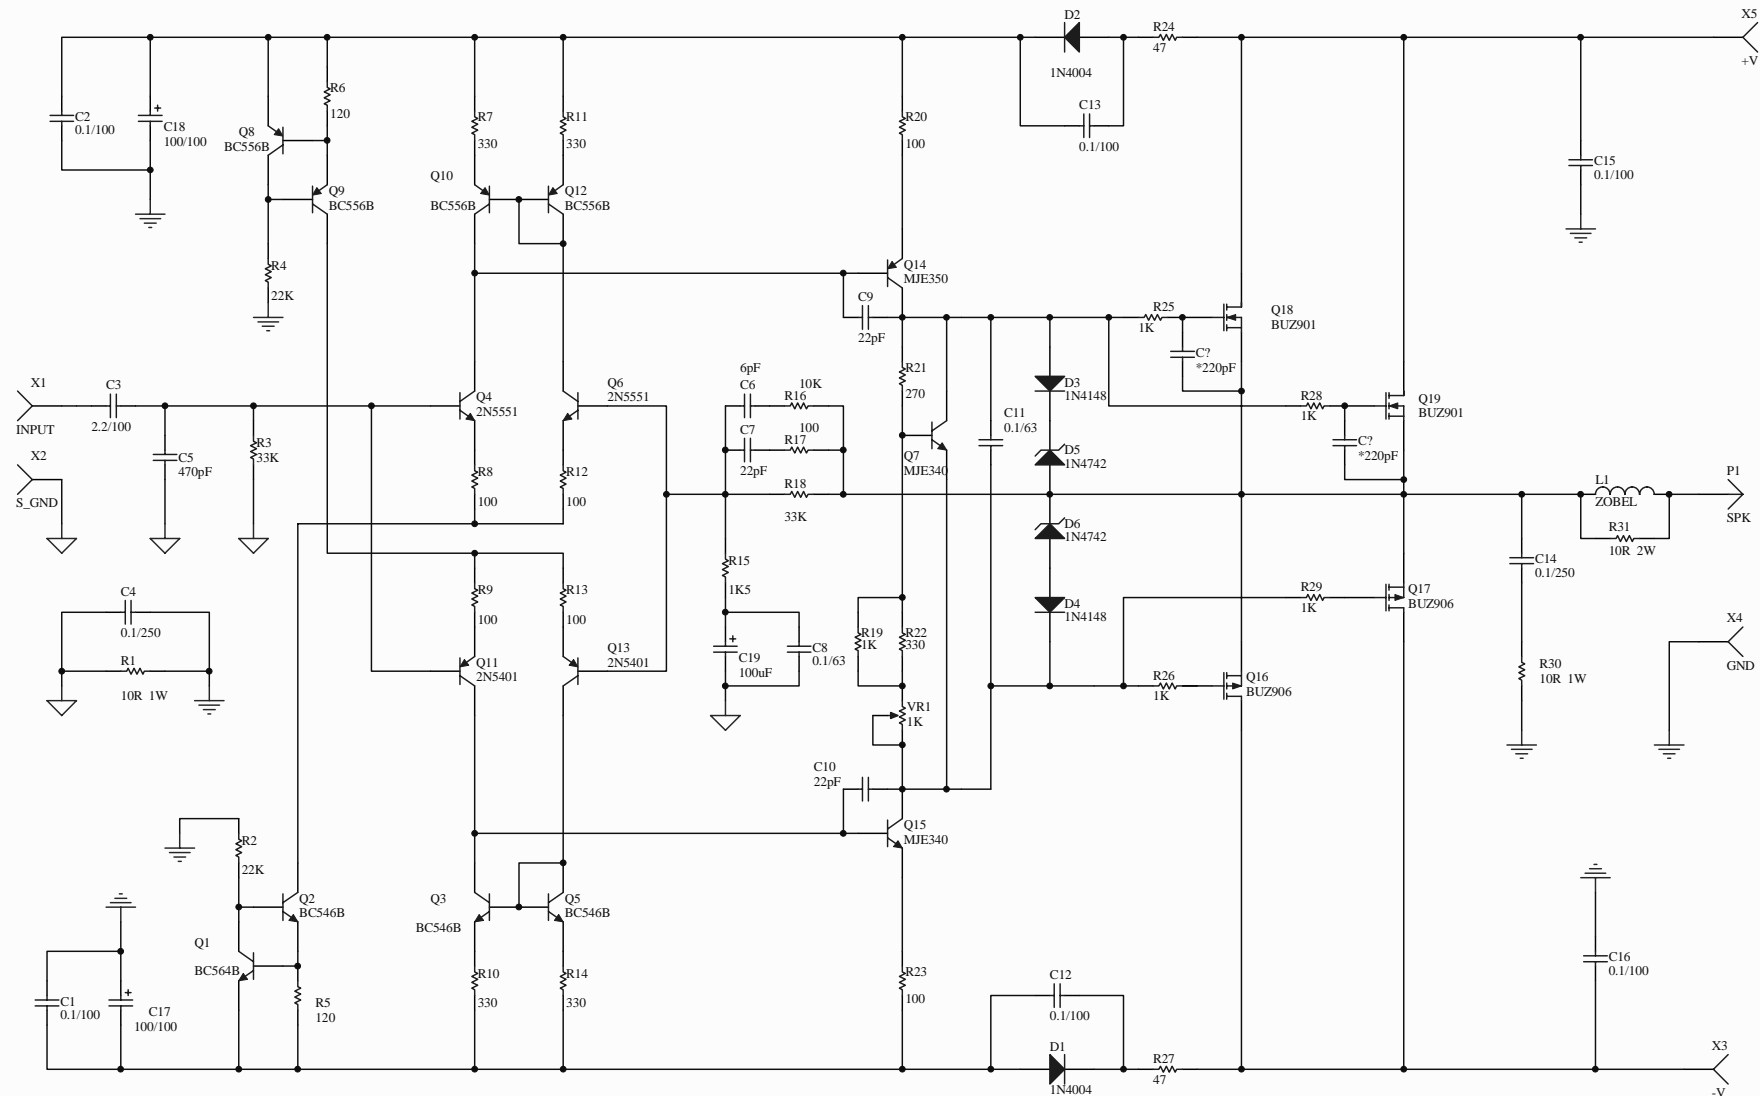 D2
R24
47
1N4004
C13
0.1/100
X5
+V
R6
120
C2
0.1/100
+
C18
100/100
Q8
BC556B
R7
330
R11
330
R20
100
C15
0.1/100
Q9
BC556B
Q10
BC556B
Q12
BC556B
R4
22K
Q14
MJE350
C9
22pF
R25
1K
Q18
BUZ901
C?
*220pF
X1
INPUT
C3
2.2/100
Q4
2N5551
Q6
2N5551
6pF
C6
10K
R16
R21
270
D3
1N4148
R28
1K
Q19
BUZ901
C?
*220pF
C5
470pF
R3
33K
C7
22pF
100
R17
Q7
MJE340
C11
0.1/63
D5
1N4742
X2
S_GND
R8
100
R12
100
R18
33K
L1
ZOBEL
R31
10R 2W
P1
SPK
D6
1N4742
C14
0.1/250
R15
1K5
R9
100
R13
100
C4
0.1/250
R1
10R 1W
Q11
2N5401
Q13
2N5401
+
C19
100uF
C8
0.1/63
R19
1K
R22
330
D4
1N4148
R29
1K
Q17
BUZ906
X4
GND
R26
1K
Q16
BUZ906
R30
10R 1W
VR1
1K
C10
22pF
Q15
MJE340
R2
22K
Q2
BC546B
Q3
BC546B
Q5
BC546B
Q1
BC564B
R5
120
R10
330
R14
330
R23
100
C12
0.1/100
C16
0.1/100
C1
0.1/100
+
C17
100/100
D1
1N4004
R27
47
X3
-V